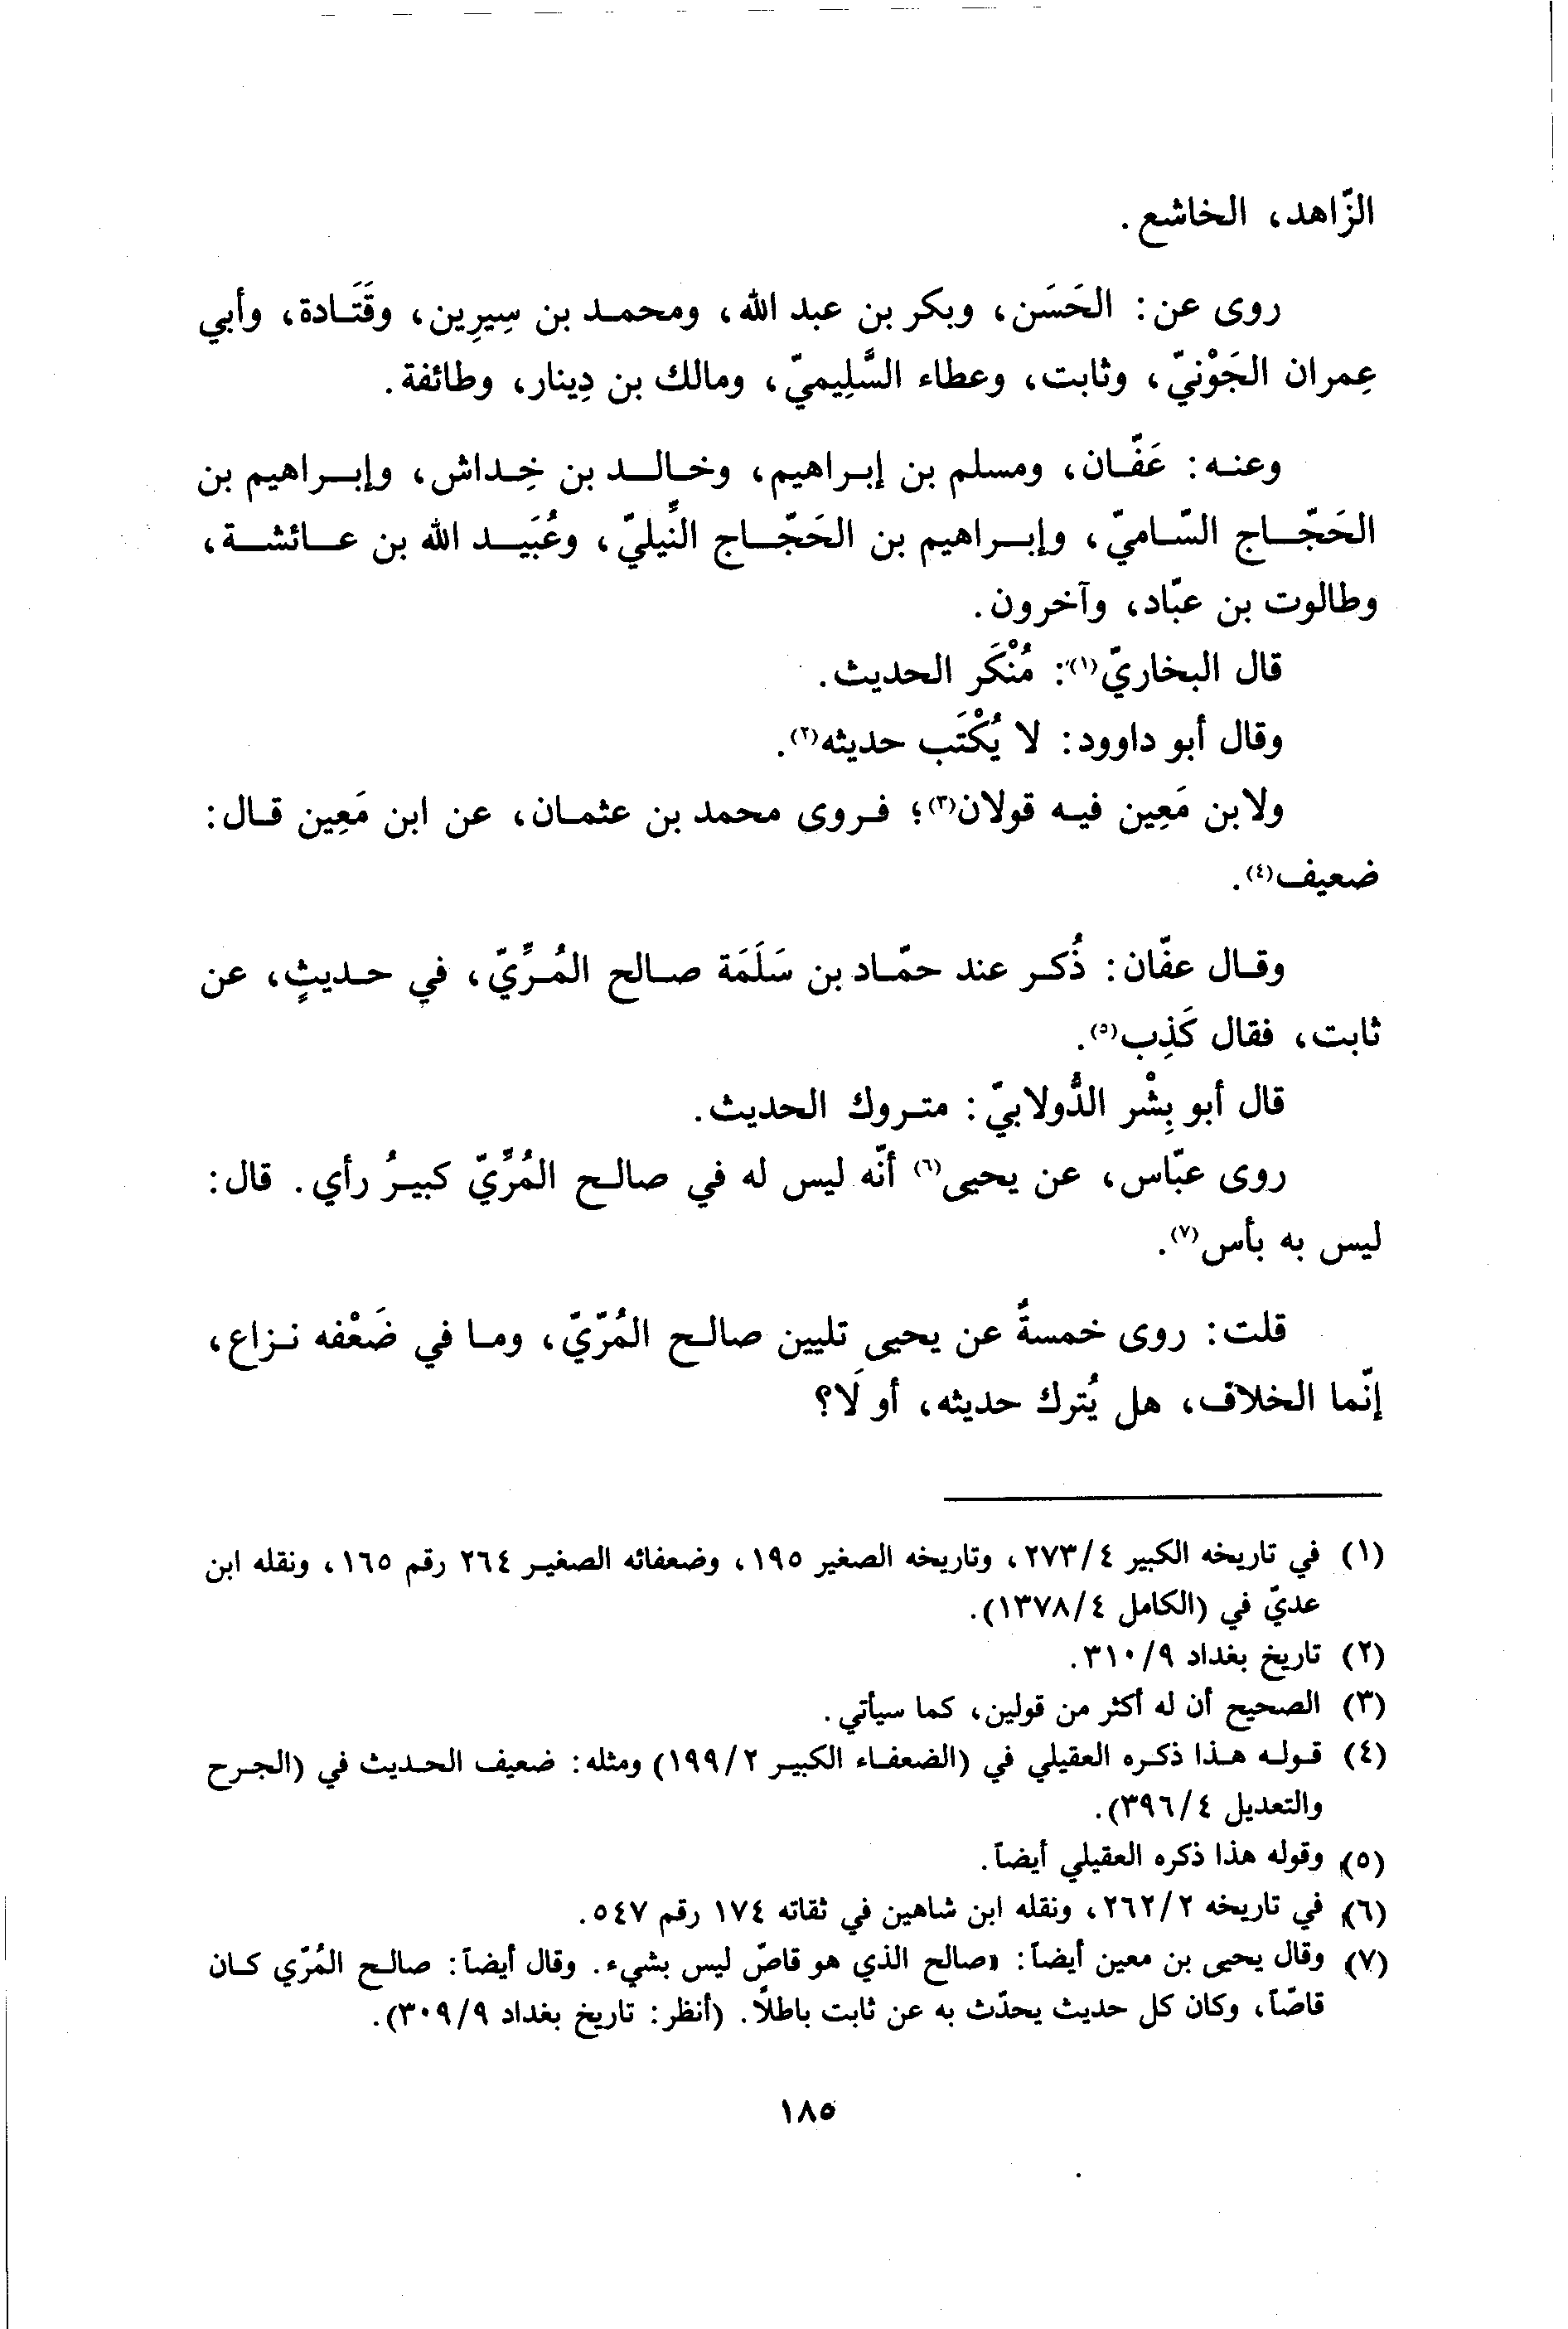 الزّاهد، الخاشع.
روى عن: الحَسَن، وبكر بن عبد الله، ومحمد بن سِيرِين، وقَتَادة، وأبي
عِمران الجَوْنيّ، وثابت، وعطاء السَّلِيميّ، ومالك بن دِينار، وطائفة.
وعنه: عَفّان، ومسلم بن إبراهيم، وخالد بن خِداش، وإبراهيم بن
الحَجّاج السّاميّ، وإبراهيم بن الحَجّاج النِّيليّ، وعُبَيد الله بن عائشة،
وطالوت بن عبّاد، وآخرون.
قال البخاريّ(١): مُنْكَر الحديث.
وقال أبو داوود: لا يُكْتَب حديثه(٢).
ولابن مَعِين فيه قولان(٣)؛ فروى محمد بن عثمان، عن ابن مَعِين قال:
ضعيف(٤).
وقال عفّان: ذُكر عند حمّاد بن سَلَمَة صالح المُرِّيّ، في حديثٍ، عن
ثابت، فقال كَذِب(٥).
قال أبو بِشْر الدُّولابيّ: متروك الحديث.
روى عبّاس، عن يحيى(٦) أنّه ليس له في صالح المُرِّيّ كبيرُ رأي. قال:
ليس به بأس(٧).
قلت: روى خمسةٌ عن يحيى تليين صالح المُرّيّ، وما في ضَعْفه نزاع،
إنّما الخلاف، هل يُترك حديثه، أو لَا؟
(١) في تاريخه الكبير ٢٧٣/٤، وتاريخه الصغير ١٩٥، وضعفائه الصغير ٢٦٤ رقم ١٦٥، ونقله ابن
عديّ في (الكامل ١٣٧٨/٤).
(٢) تاريخ بغداد ٣١٠/٩.
(٣) الصحيح أن له أكثر من قولين، كما سيأتي.
(٤) قوله هذا ذكره العقيلي في (الضعفاء الكبير ١٩٩/٢) ومثله: ضعيف الحديث في (الجرح
والتعديل ٣٩٦/٤).
(٥) وقوله هذا ذكره العقيلي أيضاً.
(٦) في تاريخه ٢٦٢/٢، ونقله ابن شاهين في ثقاته ١٧٤ رقم ٥٤٧.
(٧) وقال يحيى بن معين أيضاً: «صالح الذي هو قاصّ ليس بشيء. وقال أيضاً: صالح المُرّي كان
قاصّاً، وكان كل حديث يحدّث به عن ثابت باطلًا. (أنظر: تاريخ بغداد ٣٠٩/٩).
١٨٥